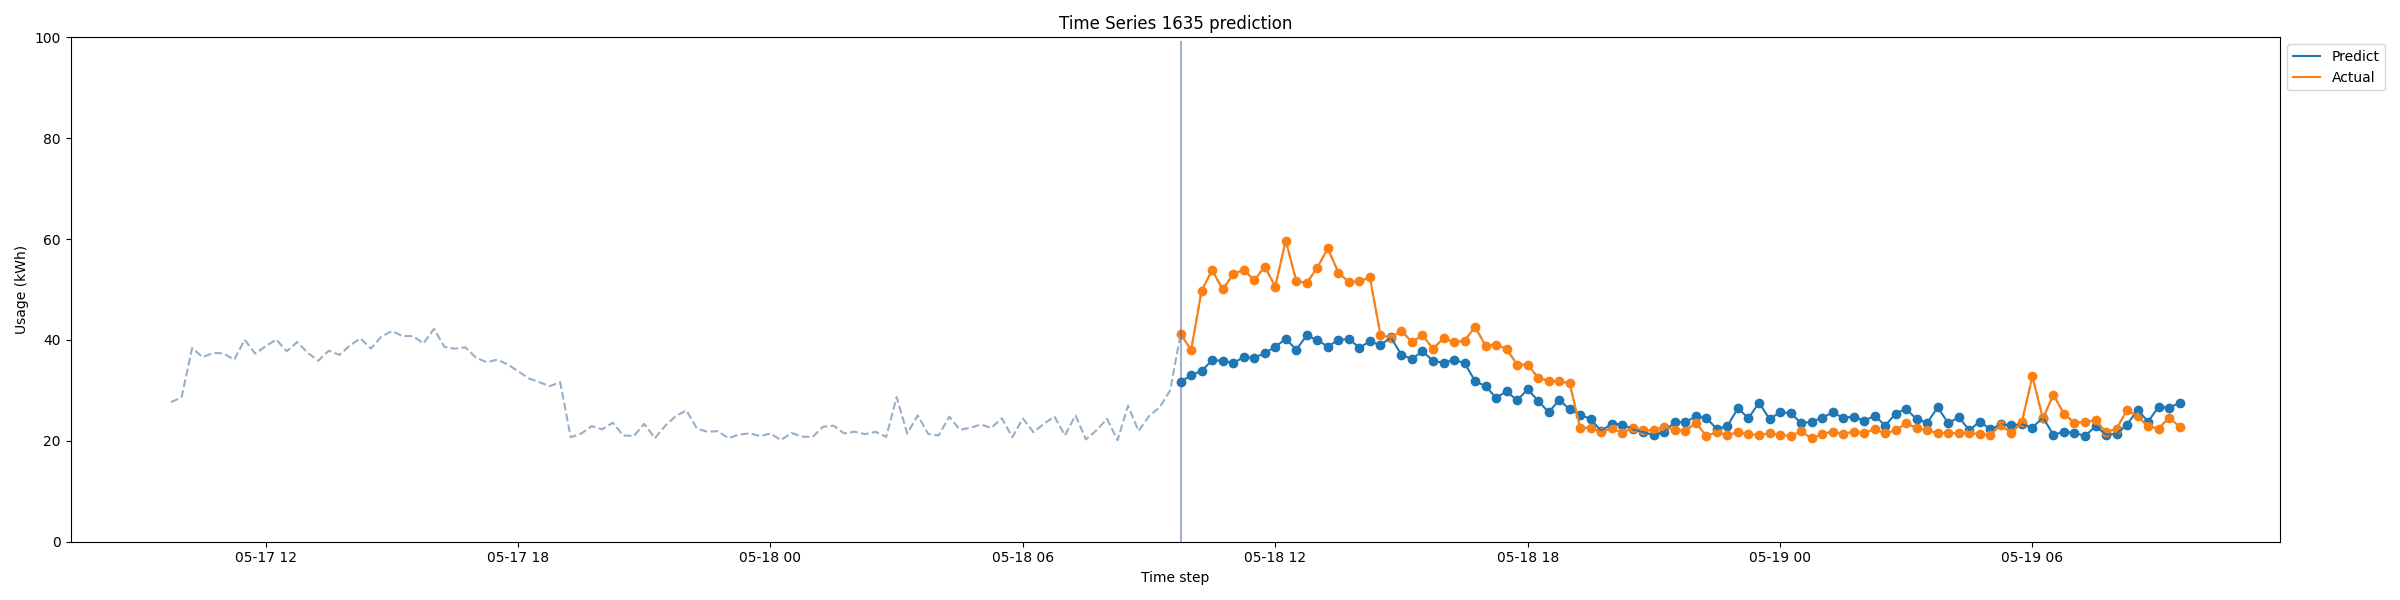 Time Series 1635 prediction
100
80
60
40
20
0
Usage (kWh)
05-17 12
05-17 18
05-18 00
05-18 06
05-18 12
05-18 18
05-19 00
05-19 06
Time step
Predict
Actual